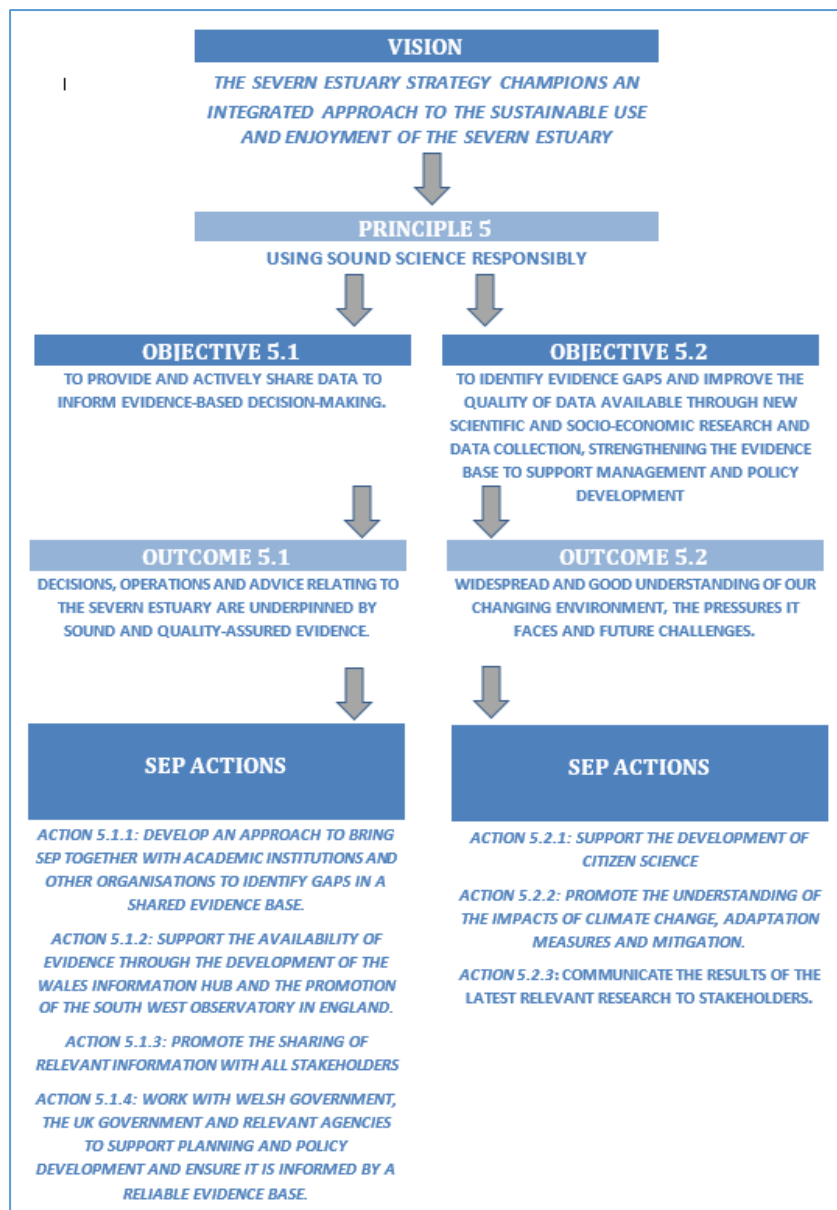 VISION
THE SEVERN ESTUARY STRATEGY CHAMPIONS AN
INTEGRATED APPROACH TO THE SUSTAINABLE USE
AND ENJOYMENT OF THE SEVERN ESTUARY
PRINCIPLE 5
USING SOUND SCIENCE RESPONSIBLY
OBJECTIVE 5.1
TO PROVIDE AND ACTIVELY SHARE DATA TO
INFORM EVIDENCE-BASED DECISION-MAKING.
OBJECTIVE 5.2
TO IDENTIFY EVIDENCE GAPS AND IMPROVE THE
QUALITY OF DATA AVAILABLE THROUGH NEW
SCIENTIFIC AND SOCIO-ECONOMIC RESEARCH AND
DATA COLLECTION, STRENGTHENING THE EVIDENCE
BASE TO SUPPORT MANAGEMENT AND POLICY
DEVELOPMENT
OUTCOME 5.1
DECISIONS, OPERATIONS AND ADVICE RELATING TO
THE SEVERN ESTUARY ARE UNDERPINNED BY
SOUND AND QUALITY-ASSURED EVIDENCE.
OUTCOME 5.2
WIDESPREAD AND GOOD UNDERSTANDING OF OUR
CHANGING ENVIRONMENT, THE PRESSURES IT
FACES AND FUTURE CHALLENGES.
SEP ACTIONS
ACTION 5.1.1: DEVELOP AN APPROACH TO BRING
SEP TOGETHER WITH ACADEMIC INSTITUTIONS AND
OTHER ORGANISATIONS TO IDENTIFY GAPS IN A
SHARED EVIDENCE BASE.
ACTION 5.1.2: SUPPORT THE AVAILABILITY OF
EVIDENCE THROUGH THE DEVELOPMENT OF THE
WALES INFORMATION HUB AND THE PROMOTION
OF THE SOUTH WEST OBSERVATORY IN ENGLAND.
ACTION 5.1.3: PROMOTE THE SHARING OF
RELEVANT INFORMATION WITH ALL STAKEHOLDERS
ACTION 5.1.4: WORK WITH WELSH GOVERNMENT,
THE UK GOVERNMENT AND RELEVANT AGENCIES
TO SUPPORT PLANNING AND POLICY
DEVELOPMENT AND ENSURE IT IS INFORMED BY A
RELIABLE EVIDENCE BASE.
SEP ACTIONS
ACTION 5.2.1: SUPPORT THE DEVELOPMENT OF
CITIZEN SCIENCE
ACTION 5.2.2: PROMOTE THE UNDERSTANDING OF
THE IMPACTS OF CLIMATE CHANGE, ADAPTATION
MEASURES AND MITIGATION.
ACTION 5.2.3: COMMUNICATE THE RESULTS OF THE
LATEST RELEVANT RESEARCH TO STAKEHOLDERS.